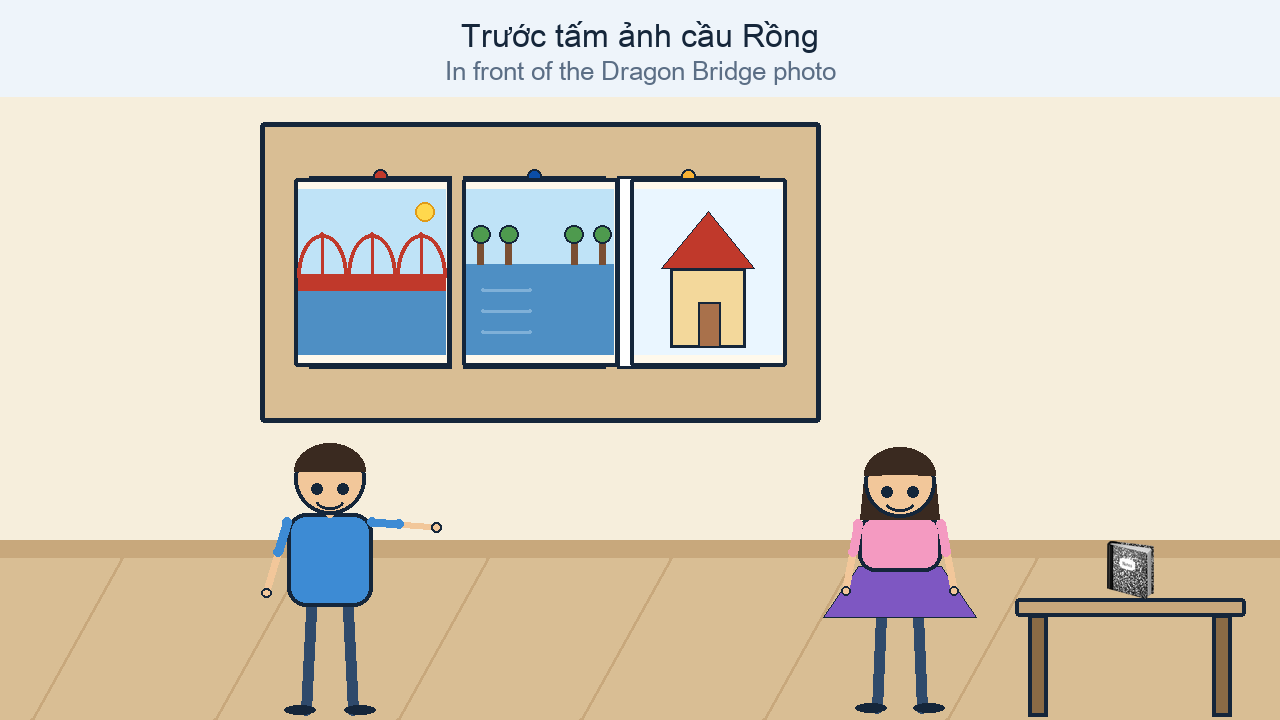 Trước tấm ảnh cầu Rồng
In front of the Dragon Bridge photo